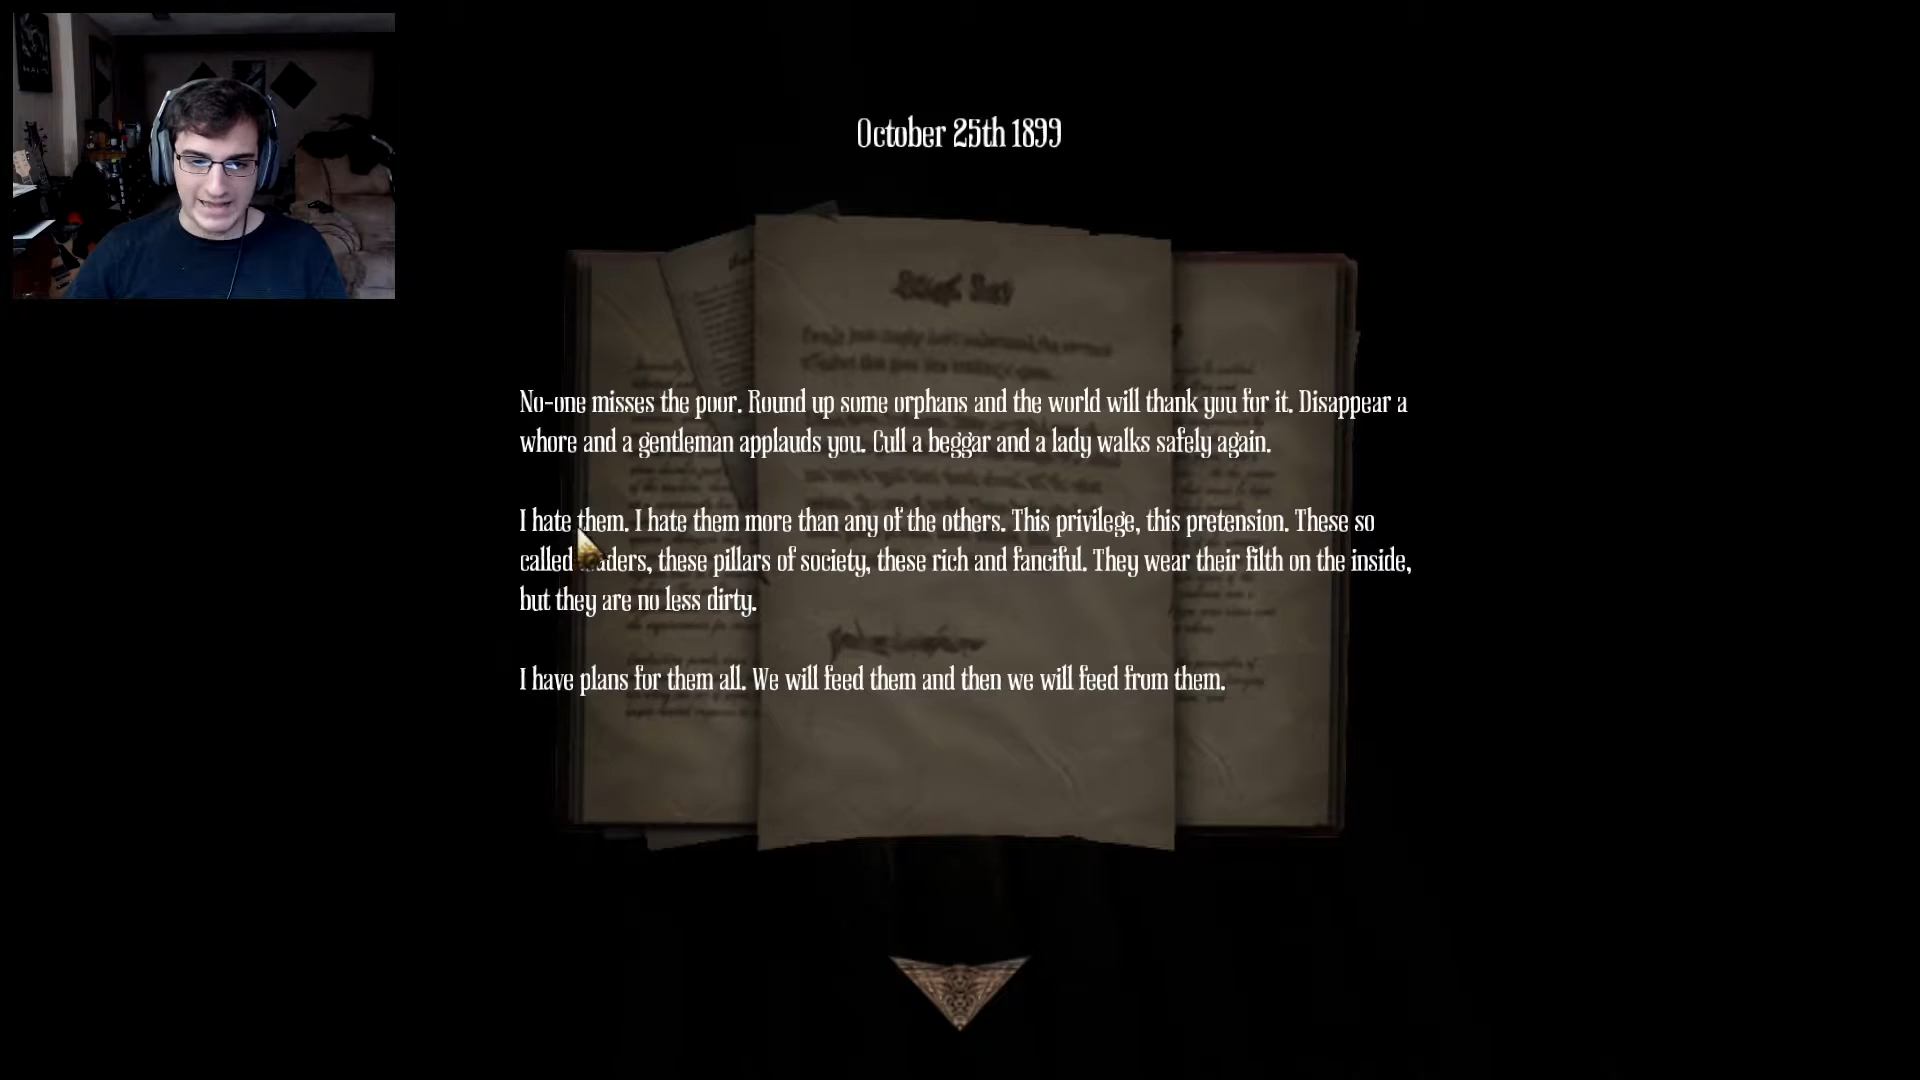 October 25th 1899
No-one misses the poor. Round up some orphans and the world will thank you for it. Disappear a
whore and a gentleman applauds you. Cull a beggar and a lady walks safely again.
I hate them. I hate them more than any of the others. This privilege, this pretension. These so
called these pillars of society, these rich and fanciful. They wear their filth on the inside,
but they are no less dirty.
I have plans for them all. We will feed them and then we will feed from them.